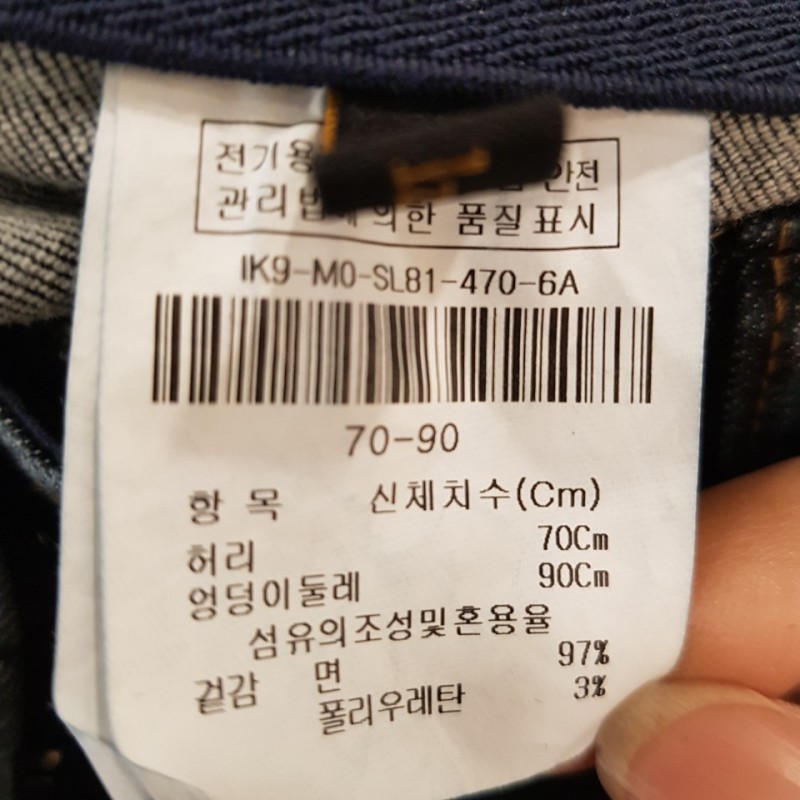 전기용 안전
관리법에의한 품질표시
IK9-M0-SL81-470-6A
70-90
항 목 신체치수(Cm)
허리 70Cm
엉덩이둘레 90Cm
섬유의조성및혼용율
겉감 면 97%
폴리우레탄 3%